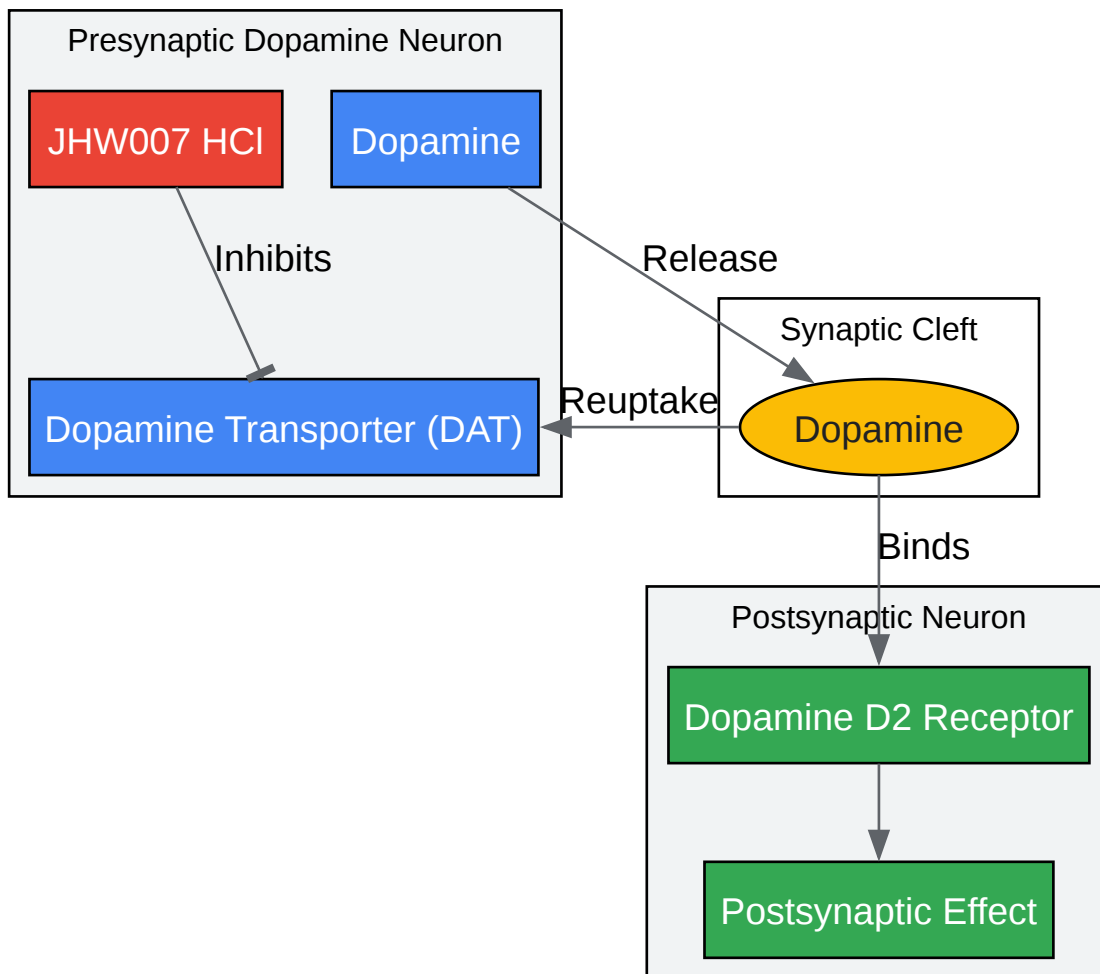 Presynaptic Dopamine Neuron
JHW007 HCl
Dopamine
Inhibits
Release
Synaptic Cleft
Dopamine Transporter (DAT)
Reuptake
Dopamine
Binds
Postsynaptic Neuron
Dopamine D2 Receptor
Postsynaptic Effect